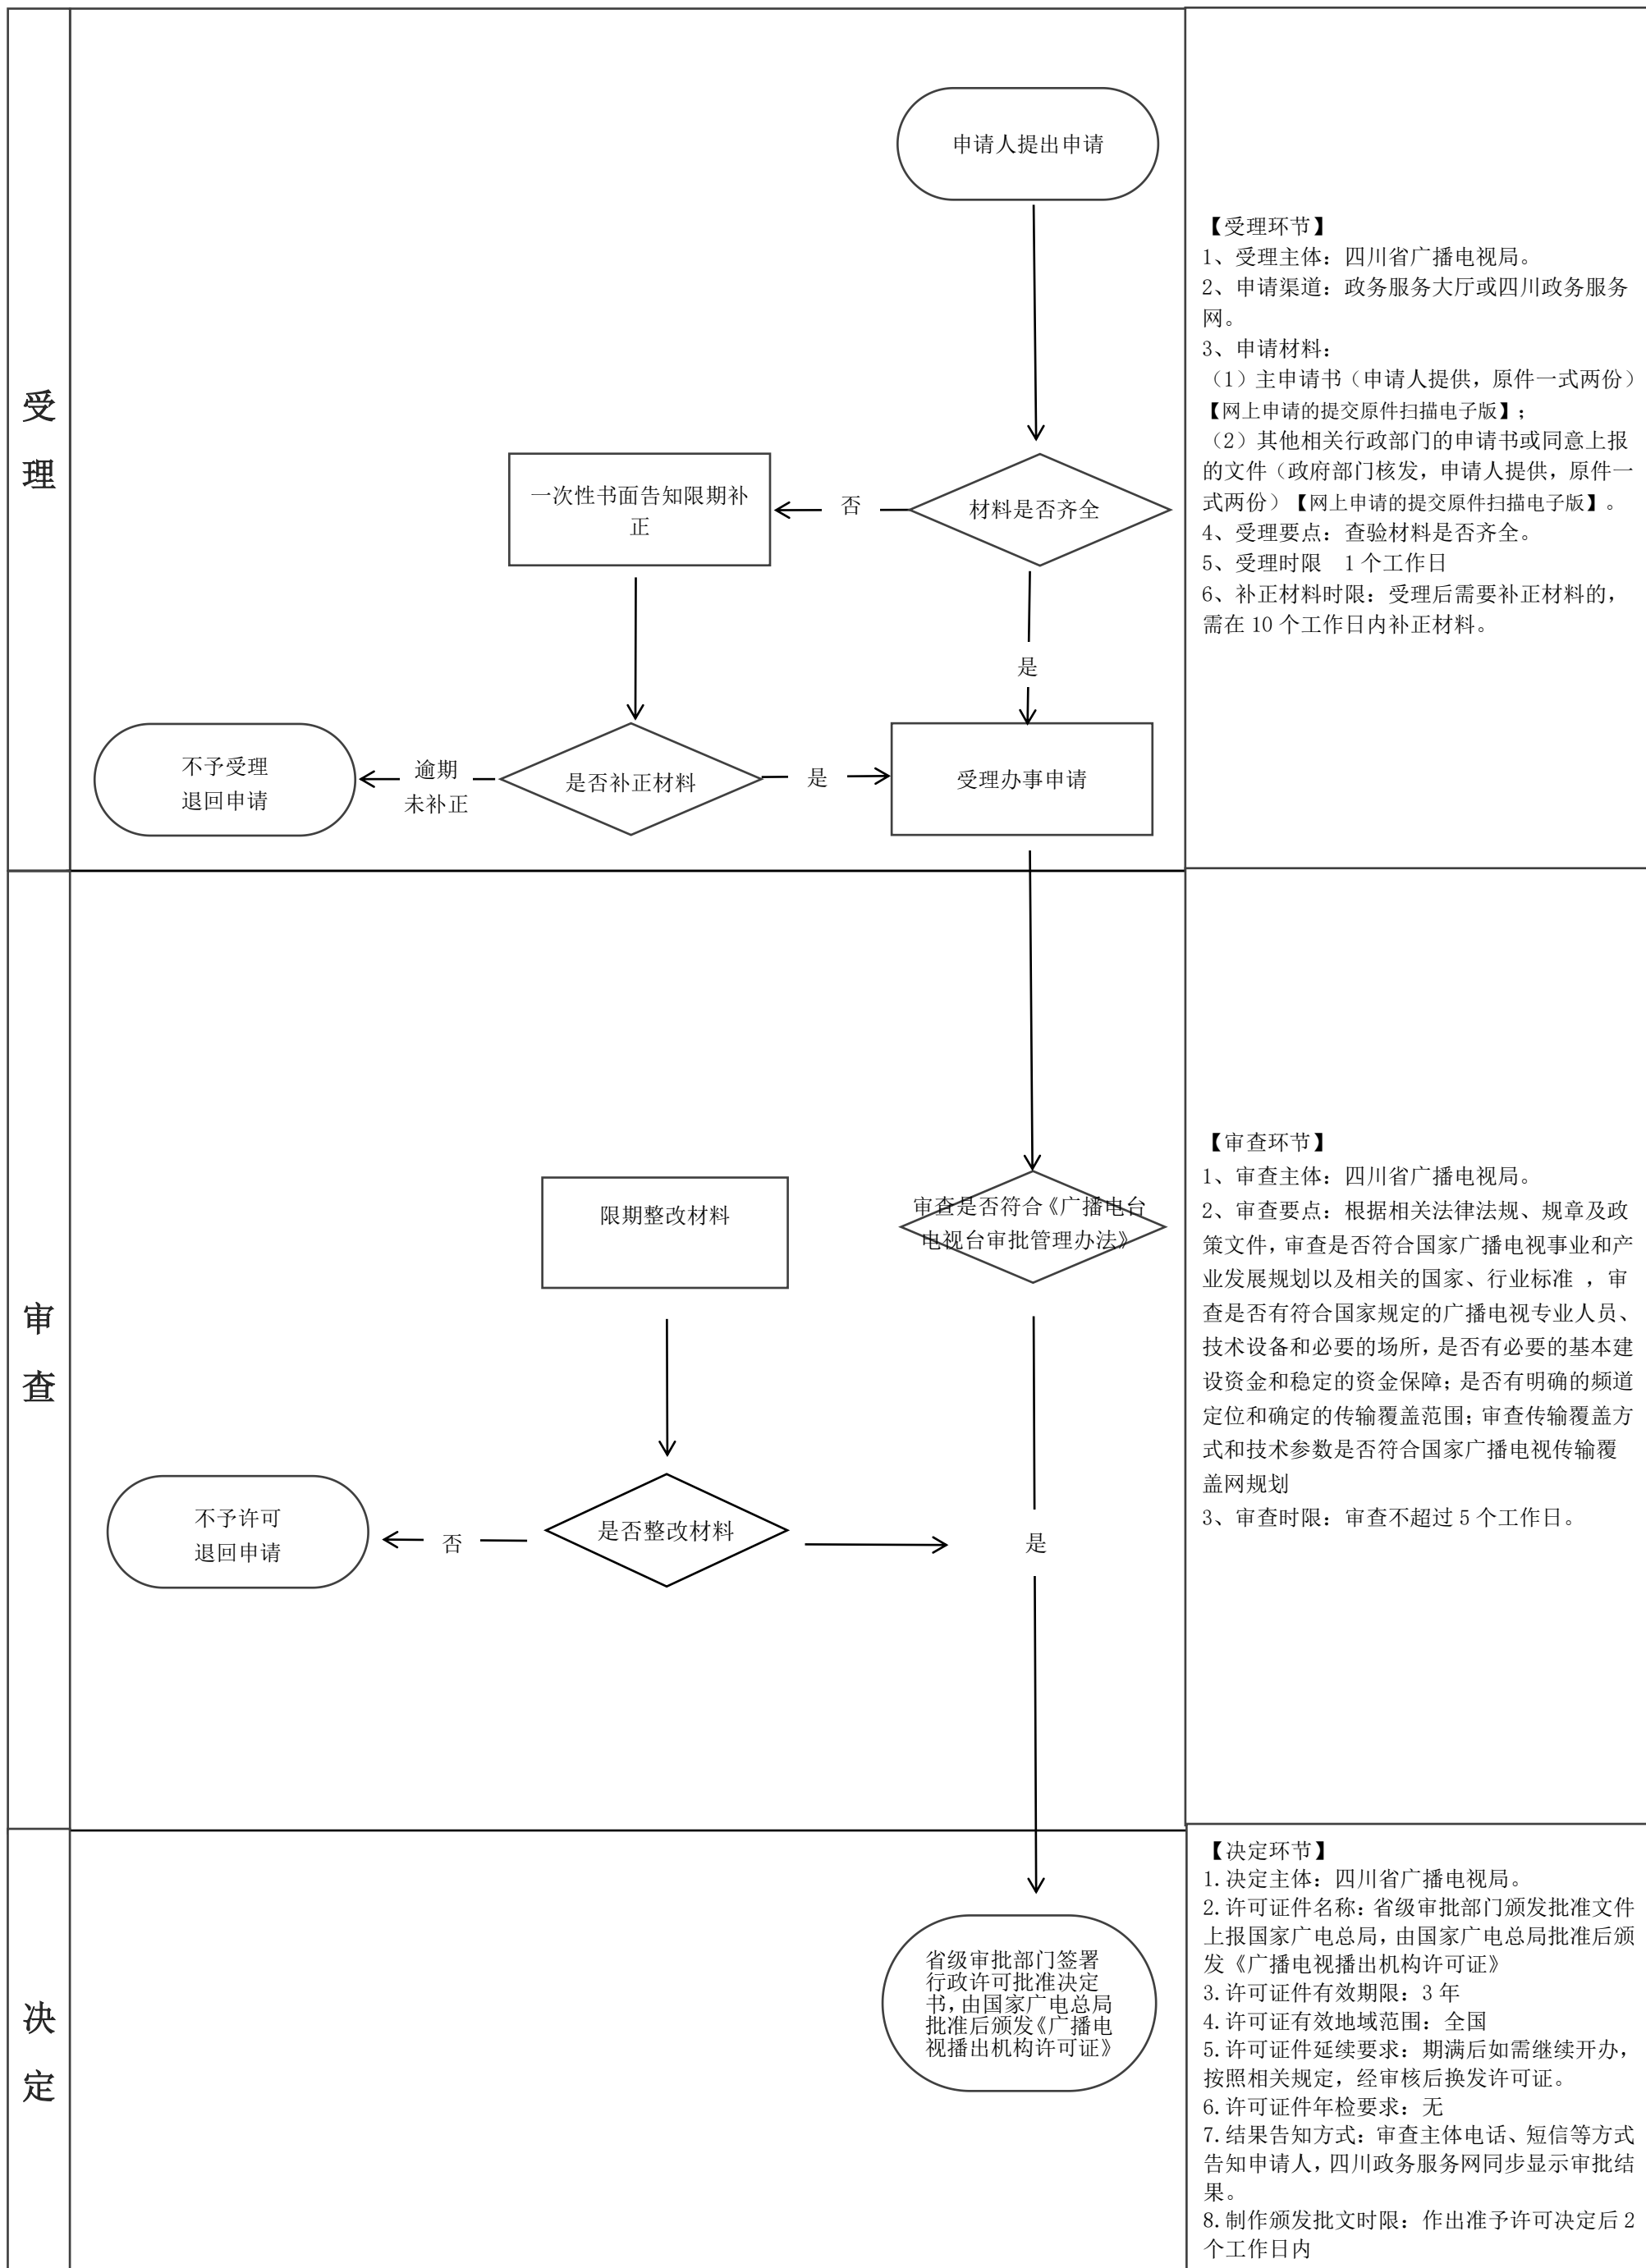 受
理
申请人提出申请
材料是否齐全
否
一次性书面告知限期补
正
是
是否补正材料
逾期
未补正
不予受理
退回申请
是
受理办事申请
【受理环节】
1、受理主体：四川省广播电视局。
2、申请渠道：政务服务大厅或四川政务服务
网。
3、申请材料：
（1）主申请书（申请人提供，原件一式两份）
【网上申请的提交原件扫描电子版】；
（2）其他相关行政部门的申请书或同意上报
的文件（政府部门核发，申请人提供，原件一
式两份）【网上申请的提交原件扫描电子版】。
4、受理要点：查验材料是否齐全。
5、受理时限　1 个工作日
6、补正材料时限：受理后需要补正材料的，
需在 10 个工作日内补正材料。
审
查
审查是否符合《广播电台
电视台审批管理办法》
限期整改材料
是否整改材料
否
不予许可
退回申请
是
【审查环节】
1、审查主体：四川省广播电视局。
2、审查要点：根据相关法律法规、规章及政
策文件，审查是否符合国家广播电视事业和产
业发展规划以及相关的国家、行业标准 ，审
查是否有符合国家规定的广播电视专业人员、
技术设备和必要的场所，是否有必要的基本建
设资金和稳定的资金保障；是否有明确的频道
定位和确定的传输覆盖范围；审查传输覆盖方
式和技术参数是否符合国家广播电视传输覆
盖网规划
3、审查时限：审查不超过 5 个工作日。
决
定
省级审批部门签署
行政许可批准决定
书，由国家广电总局
批准后颁发《广播电
视播出机构许可证》
【决定环节】
1.决定主体：四川省广播电视局。
2.许可证件名称：省级审批部门颁发批准文件
上报国家广电总局，由国家广电总局批准后颁
发《广播电视播出机构许可证》
3.许可证件有效期限：3 年
4.许可证有效地域范围：全国
5.许可证件延续要求：期满后如需继续开办，
按照相关规定，经审核后换发许可证。
6.许可证件年检要求：无
7.结果告知方式：审查主体电话、短信等方式
告知申请人，四川政务服务网同步显示审批结
果。
8.制作颁发批文时限：作出准予许可决定后 2
个工作日内